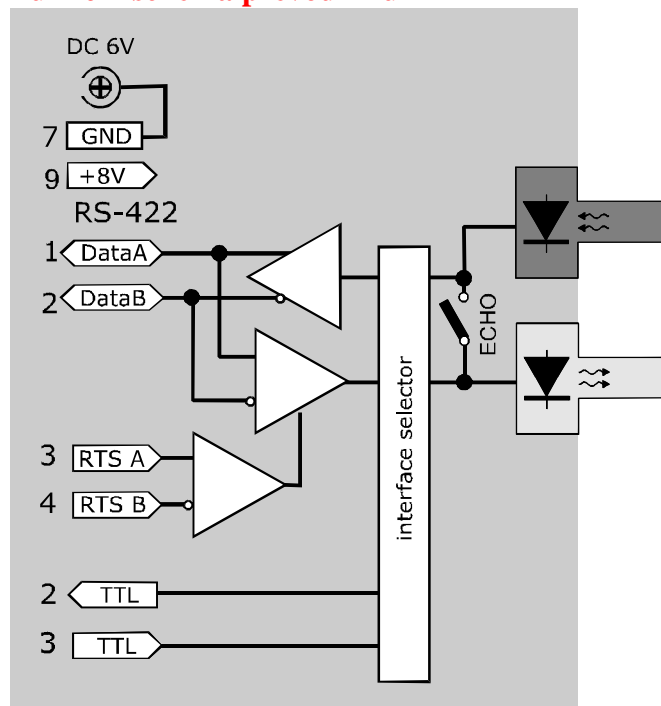 DC 6V
7 GND
9 +8V
RS-422
1 DataA
2 DataB
ECHO
interface selector
3 RTS A
4 RTS B
2 TTL
3 TTL